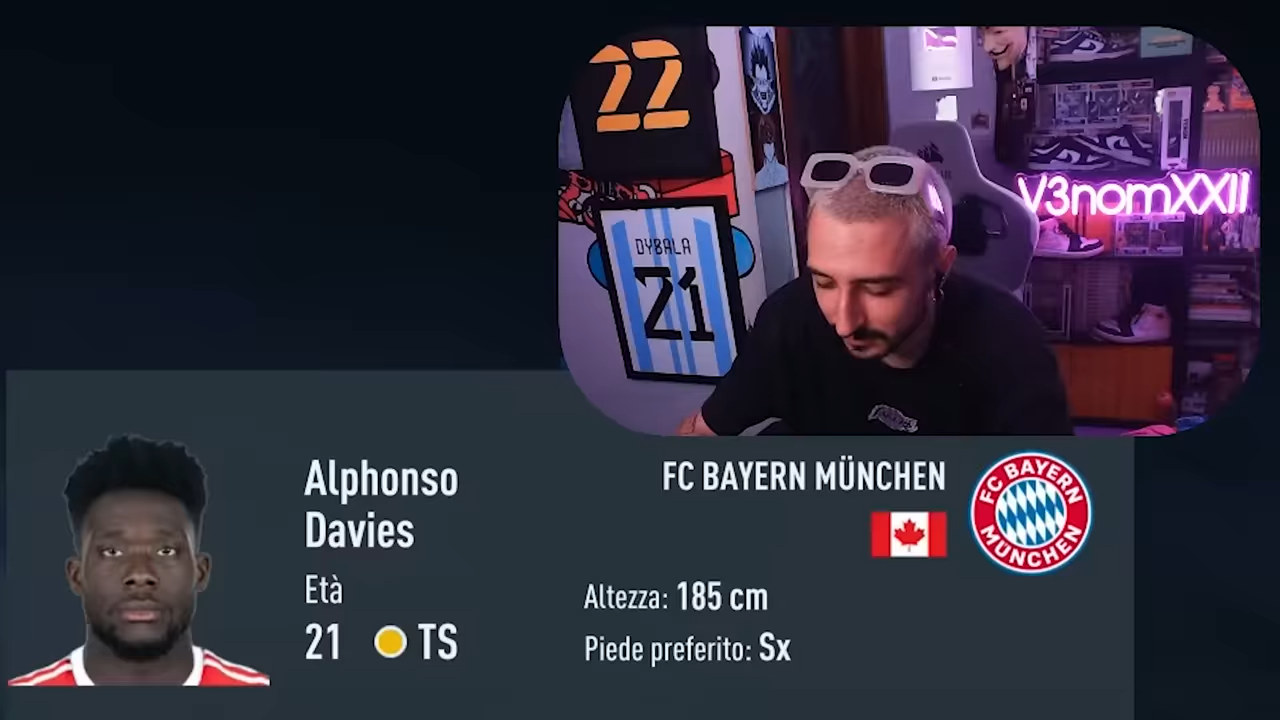 22
DYBALA
21
V3nomXXII
Alphonso
Davies
Età
21 TS
FC BAYERN MÜNCHEN
Altezza: 185 cm
Piede preferito: Sx
FC BAYERN
MÜNCHEN